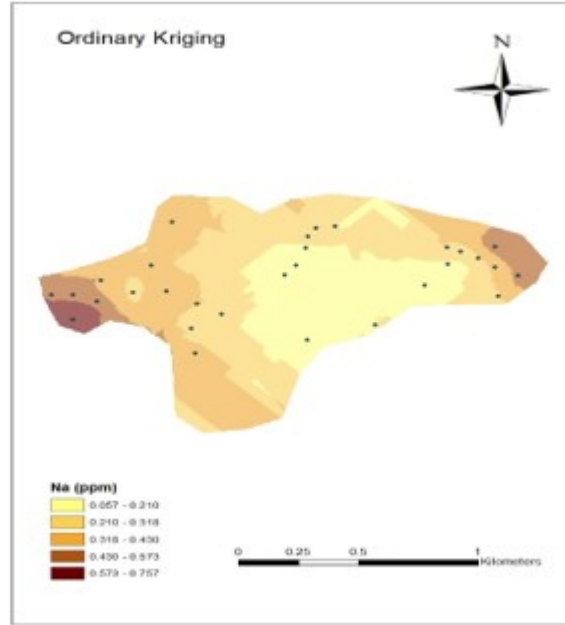 Ordinary Kriging
N
Na (ppm)
0.057 - 0.210
0.210 - 0.318
0.318 - 0.430
0.430 - 0.573
0.573 - 0.757
0 0.25 0.5 1
Kilometers